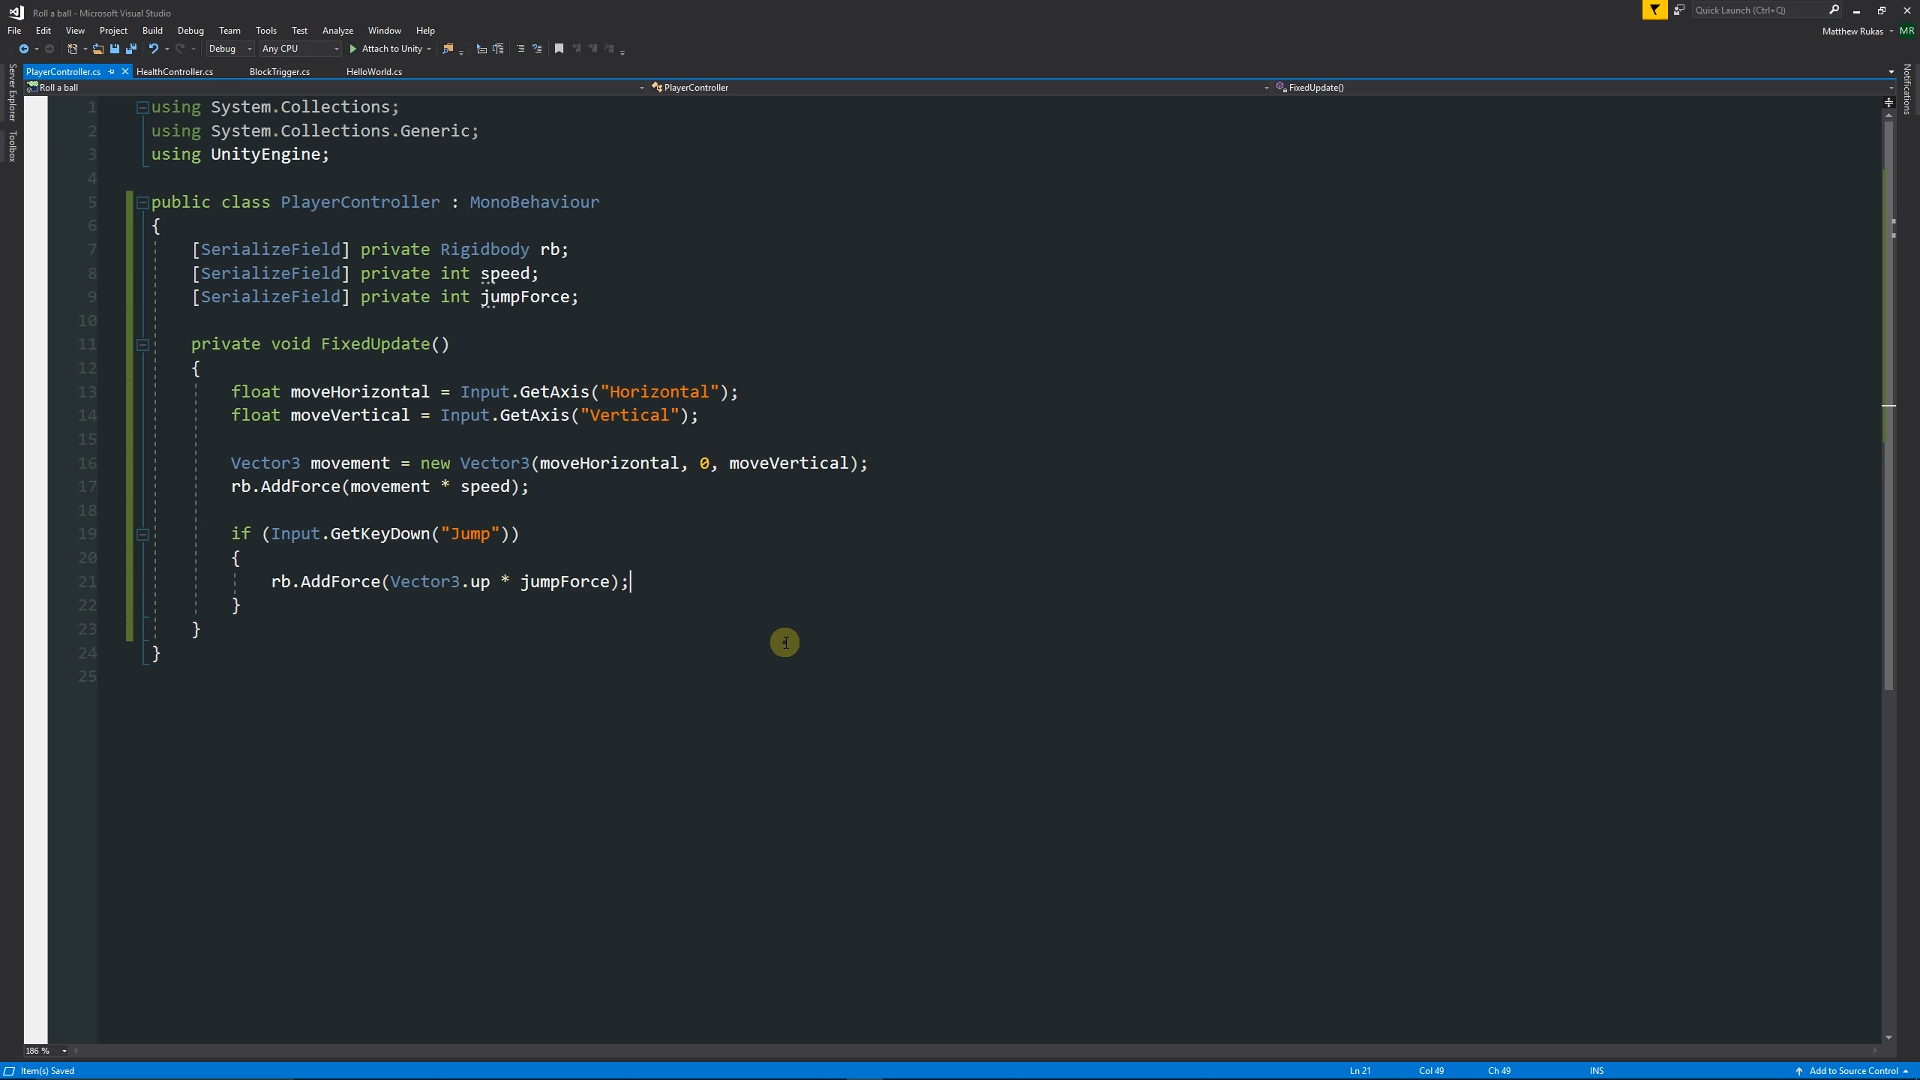 Roll a ball - Microsoft Visual Studio
Quick Launch (Ctrl+Q)
File Edit View Project Build Debug Team Tools Test Analyze Window Help
Matthew Rukas MR
Debug Any CPU Attach to Unity
PlayerController.cs HealthController.cs BlockTrigger.cs HelloWorld.cs
Roll a ball PlayerController FixedUpdate()
Server Explorer
Toolbox
Notifications
1 using System.Collections;
2 using System.Collections.Generic;
3 using UnityEngine;
4
5 public class PlayerController : MonoBehaviour
6 {
7 [SerializeField] private Rigidbody rb;
8 [SerializeField] private int speed;
9 [SerializeField] private int jumpForce;
10
11 private void FixedUpdate()
12 {
13 float moveHorizontal = Input.GetAxis("Horizontal");
14 float moveVertical = Input.GetAxis("Vertical");
15
16 Vector3 movement = new Vector3(moveHorizontal, 0, moveVertical);
17 rb.AddForce(movement * speed);
18
19 if (Input.GetKeyDown("Jump"))
20 {
21 rb.AddForce(Vector3.up * jumpForce);
22 }
23 }
24 }
25
186 %
Item(s) Saved Ln 21 Col 49 Ch 49 INS Add to Source Control